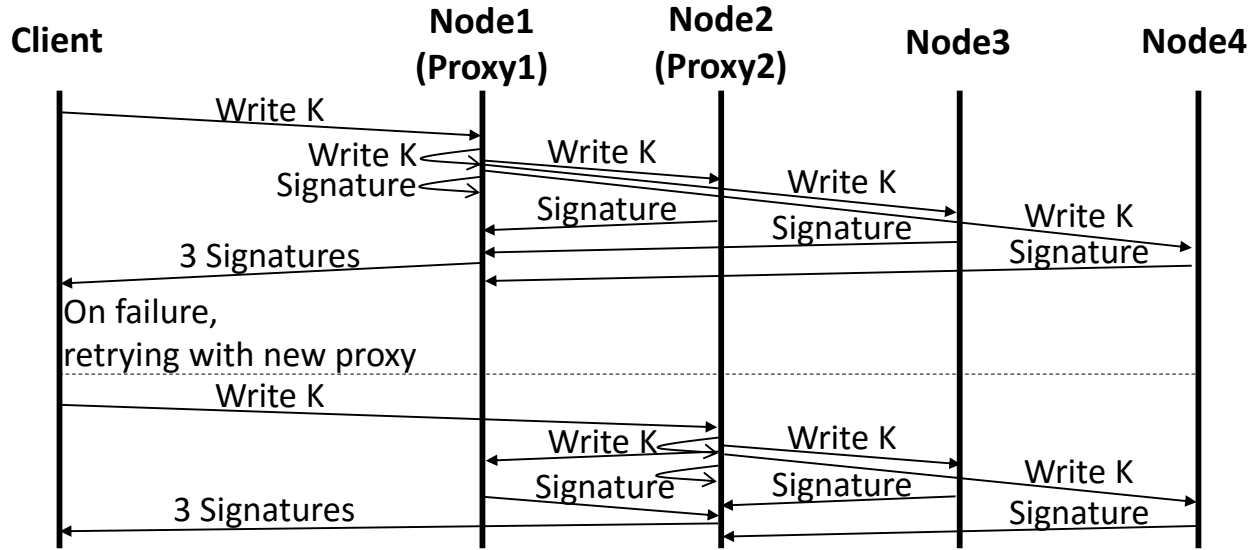 Client
Node1
(Proxy1)
Node2
(Proxy2)
Node3
Node4
Write K
Write K
Write K
Write K
Signature
Write K
Signature
Signature
3 Signatures
Signature
On failure,
retrying with new proxy
Write K
Write K
Write K
Write K
Signature
Signature
3 Signatures
Signature